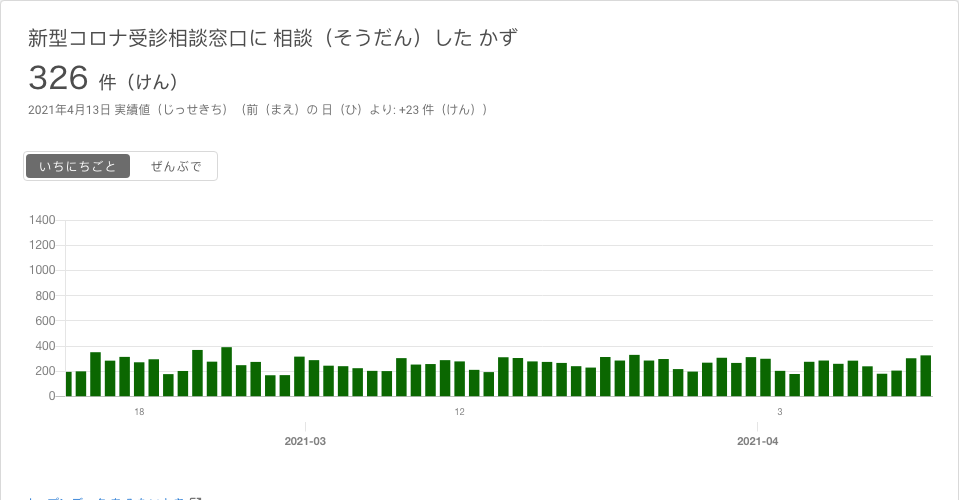 新型コロナ受診相談窓口に 相談（そうだん）した かず
326 件（けん）
2021年4月13日 実績値（じっせきち）（前（まえ）の 日（ひ）より: +23 件（けん））
いちにちごと ぜんぶで
1400
1200
1000
800
600
400
200
0
18 12 3
2021-03 2021-04